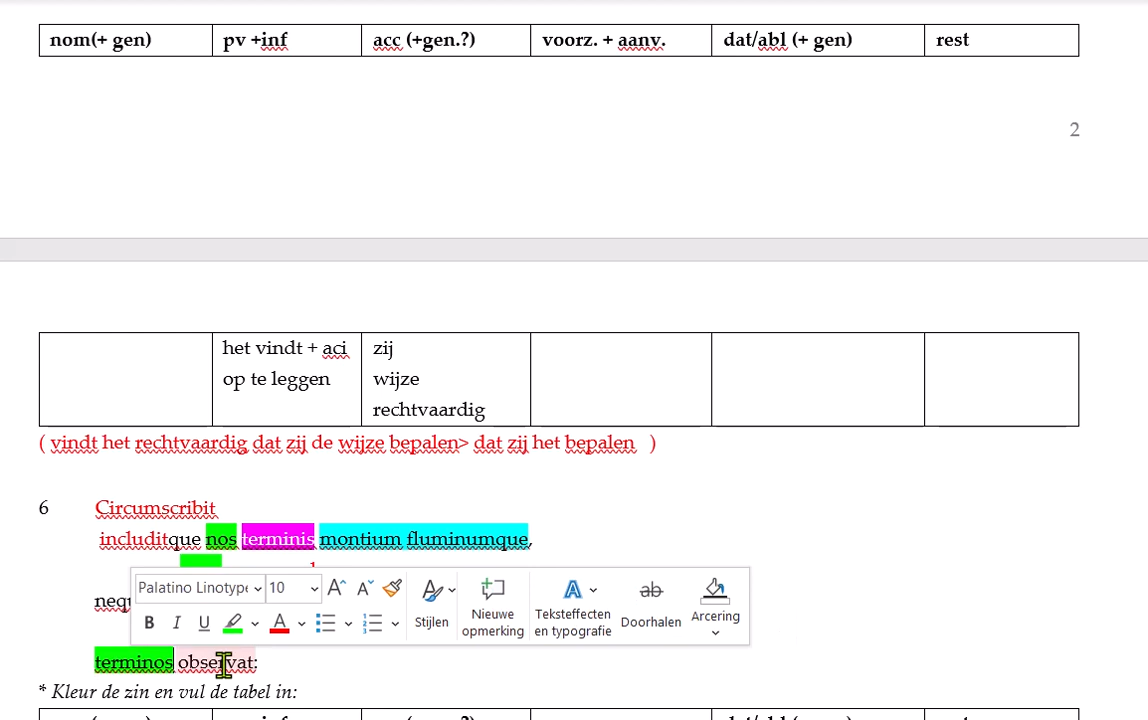 nom(+ gen) pv +inf acc (+gen.?) voorz. + aanv. dat/abl (+ gen) rest
2
het vindt + aci zij
op te leggen wijze
rechtvaardig
( vindt het rechtvaardig dat zij de wijze bepalen> dat zij het bepalen )
6 Circumscribit
includitque nos terminis montium fluminumque,
Palatino Linotype 10
Nieuwe Teksteffecten
B I U Stijlen opmerking en typografie Doorhalen Arcering
terminos observat:
* Kleur de zin en vul de tabel in: